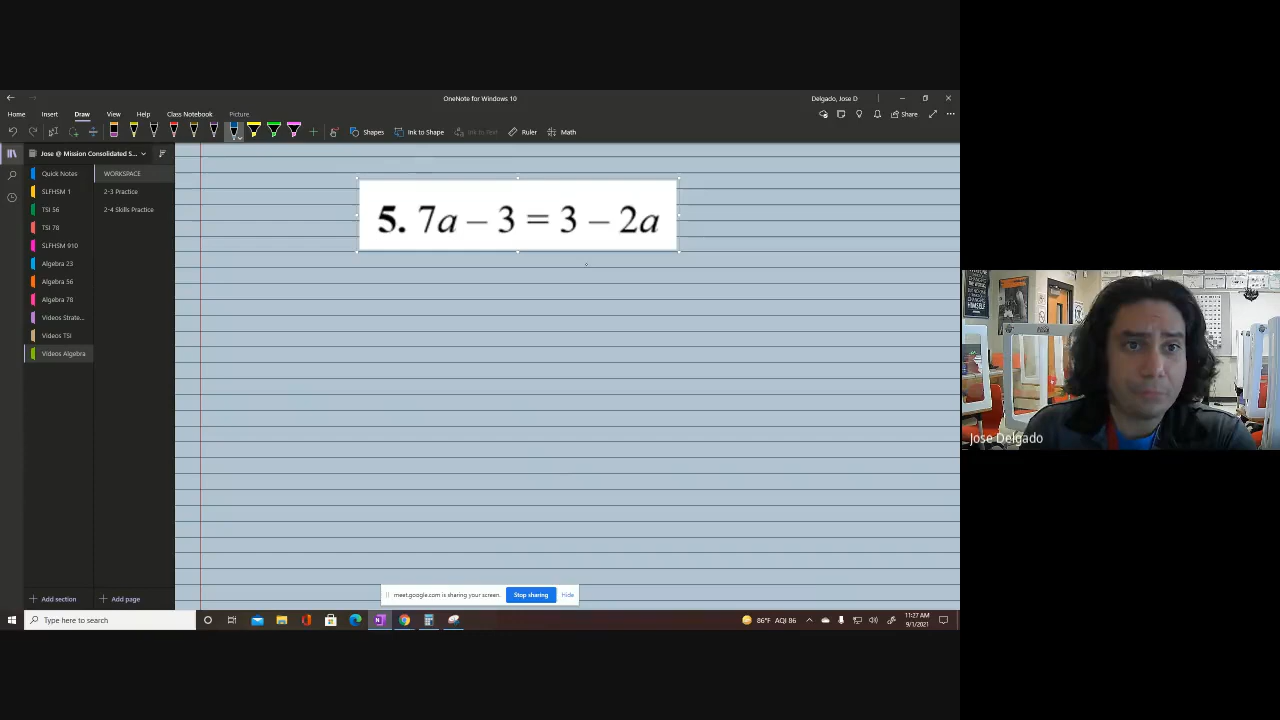 OneNote for Windows 10
Delgado, Jose D
Home Insert Draw View Help Class Notebook Picture
Share
Shapes Ink to Shape Ink to Text Ruler Math
Jose @ Mission Consolidated S...
Quick Notes
SLFHSM 1
TSI 56
TSI 78
SLFHSM 910
Algebra 23
Algebra 56
Algebra 78
Videos Strate...
Videos TSI
Videos Algebra
Add section
WORKSPACE
2-3 Practice
2-4 Skills Practice
Add page
5. 7a – 3 = 3 – 2a
meet.google.com is sharing your screen. Stop sharing Hide
Jose Delgado
Type here to search
86°F AQI 86
11:27 AM
9/1/2021